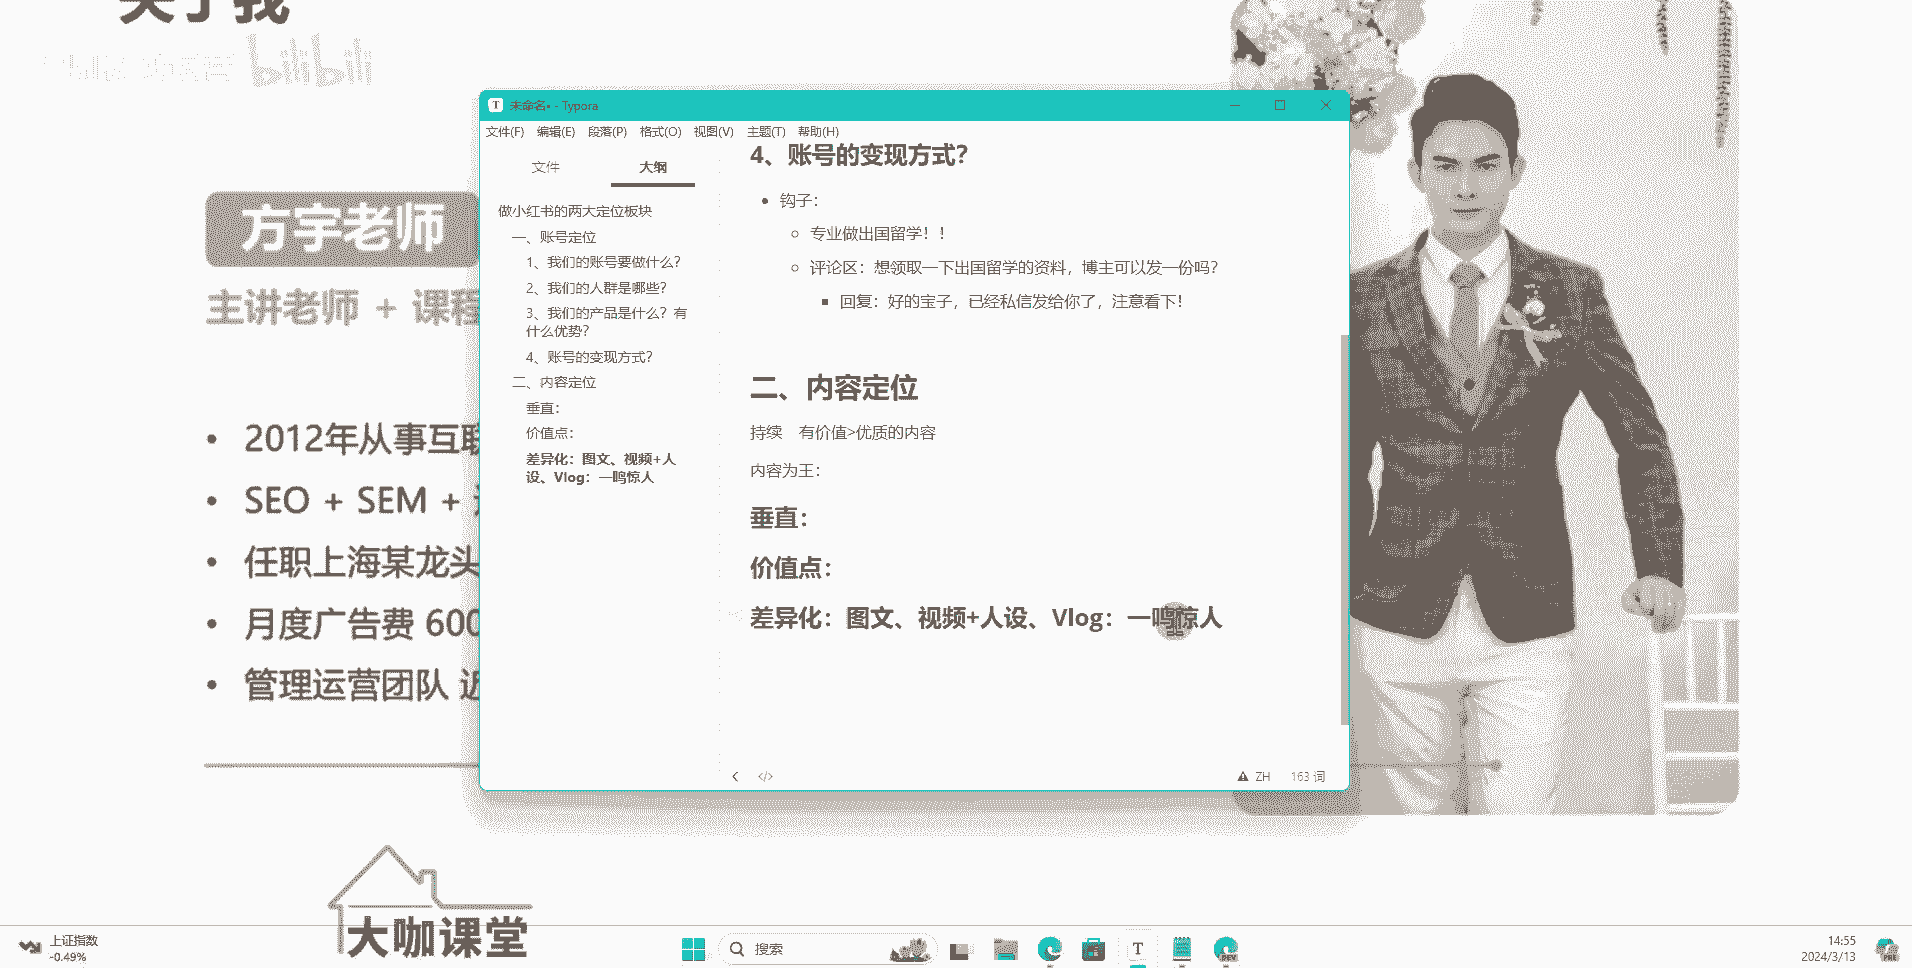 关于我
bilibili
方宇老师
主讲老师 + 课程
2012年从事互联
SEO + SEM +
任职上海某龙头
月度广告费 600
管理运营团队 近
大咖课堂
未命名• - Typora
文件(F) 编辑(E) 段落(P) 格式(O) 视图(V) 主题(T) 帮助(H)
文件 大纲
做小红书的两大定位板块
一、账号定位
1、我们的账号要做什么?
2、我们的人群是哪些?
3、我们的产品是什么? 有
什么优势?
4、账号的变现方式?
二、内容定位
垂直:
价值点:
差异化: 图文、视频+人
设、Vlog: 一鸣惊人
4、账号的变现方式?
钩子:
专业做出国留学! !
评论区: 想领取一下出国留学的资料, 博主可以发一份吗?
回复: 好的宝子, 已经私信发给你了, 注意看下!
二、内容定位
持续 有价值>优质的内容
内容为王:
垂直:
价值点:
差异化: 图文、视频+人设、Vlog: 一鸣惊人
ZH 163 词
上证指数
-0.49%
搜索
T
DEV
14:55
2024/3/13
PRE